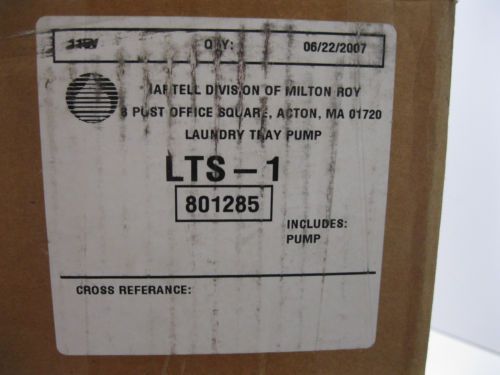 QTY: 06/22/2007
HARTELL DIVISION OF MILTON ROY
8 POST OFFICE SQUARE, ACTON, MA 01720
LAUNDRY TRAY PUMP
LTS-1
801285
INCLUDES:
PUMP
CROSS REFERANCE: